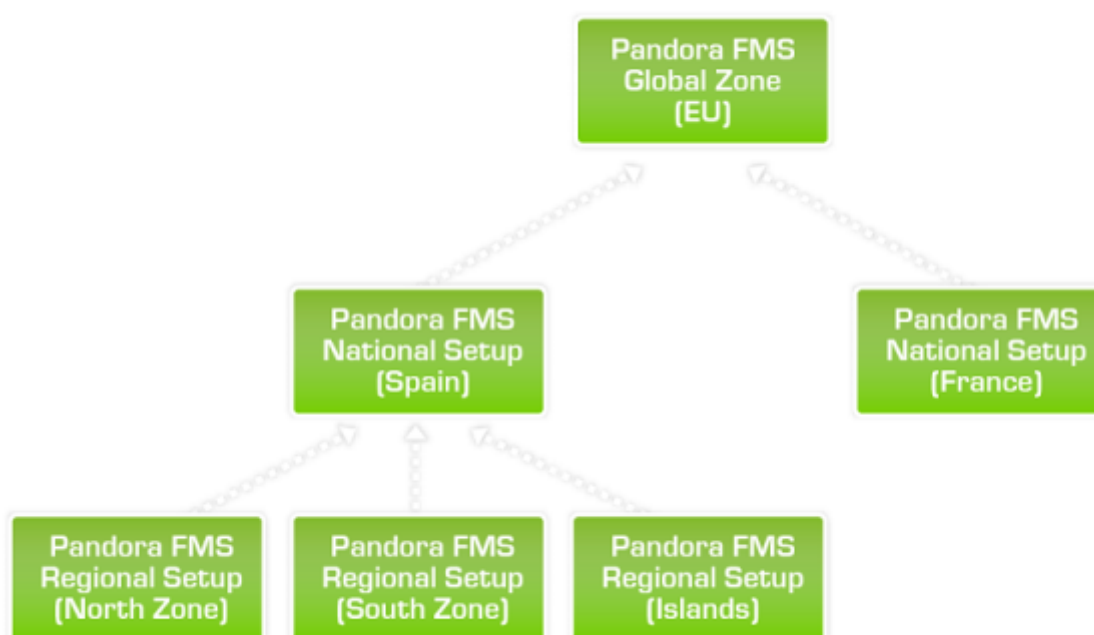 Pandora FMS
Global Zone
(EU)
Pandora FMS
National Setup
(Spain)
Pandora FMS
National Setup
(France)
Pandora FMS
Regional Setup
(North Zone)
Pandora FMS
Regional Setup
(South Zone)
Pandora FMS
Regional Setup
(Islands)